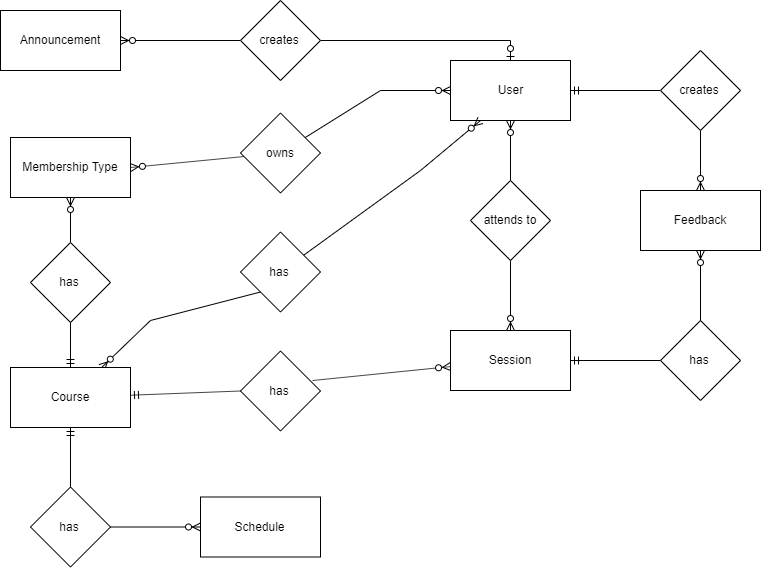 Announcement
creates
User
creates
Membership Type
owns
attends to
Feedback
has
has
Course
has
Session
has
has
Schedule